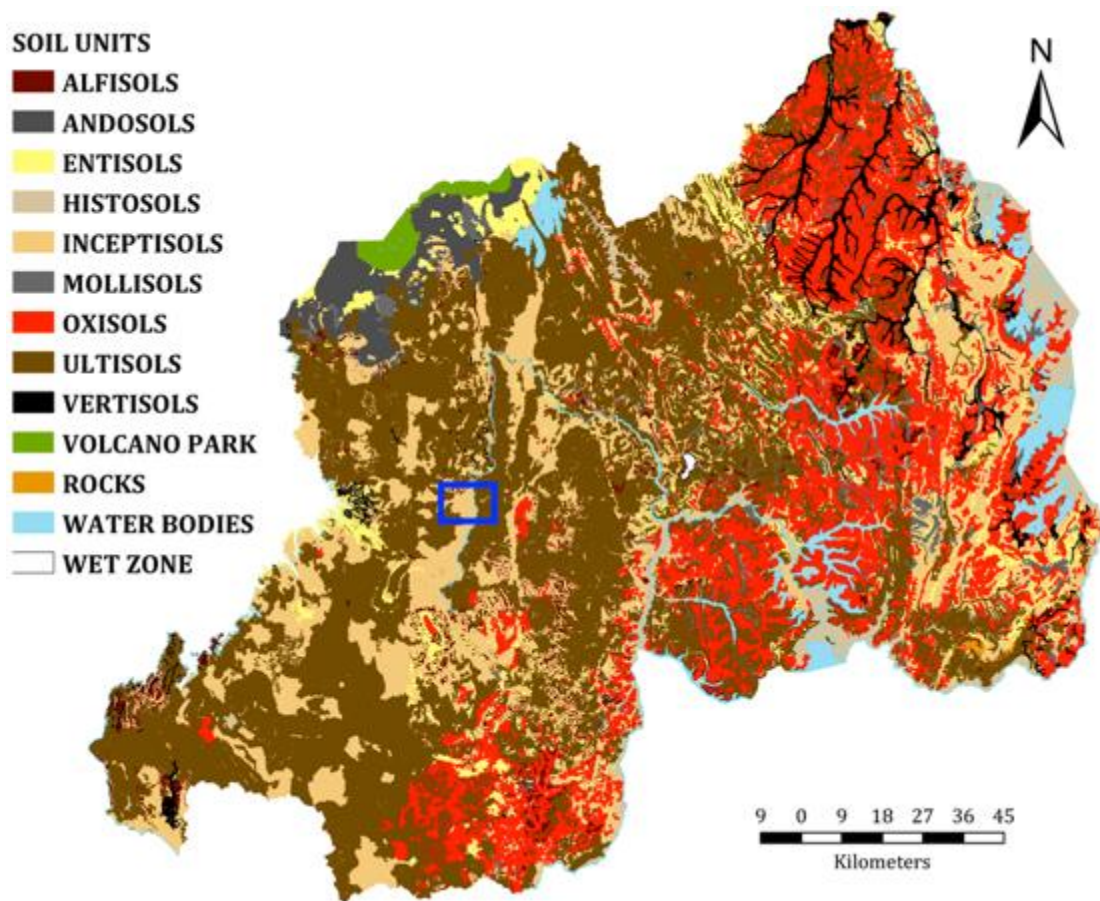 SOIL UNITS
ALFISOLS
ANDOSOLS
ENTISOLS
HISTOSOLS
INCEPTISOLS
MOLLISOLS
OXISOLS
ULTISOLS
VERTISOLS
VOLCANO PARK
ROCKS
WATER BODIES
WET ZONE
N
9 0 9 18 27 36 45
Kilometers